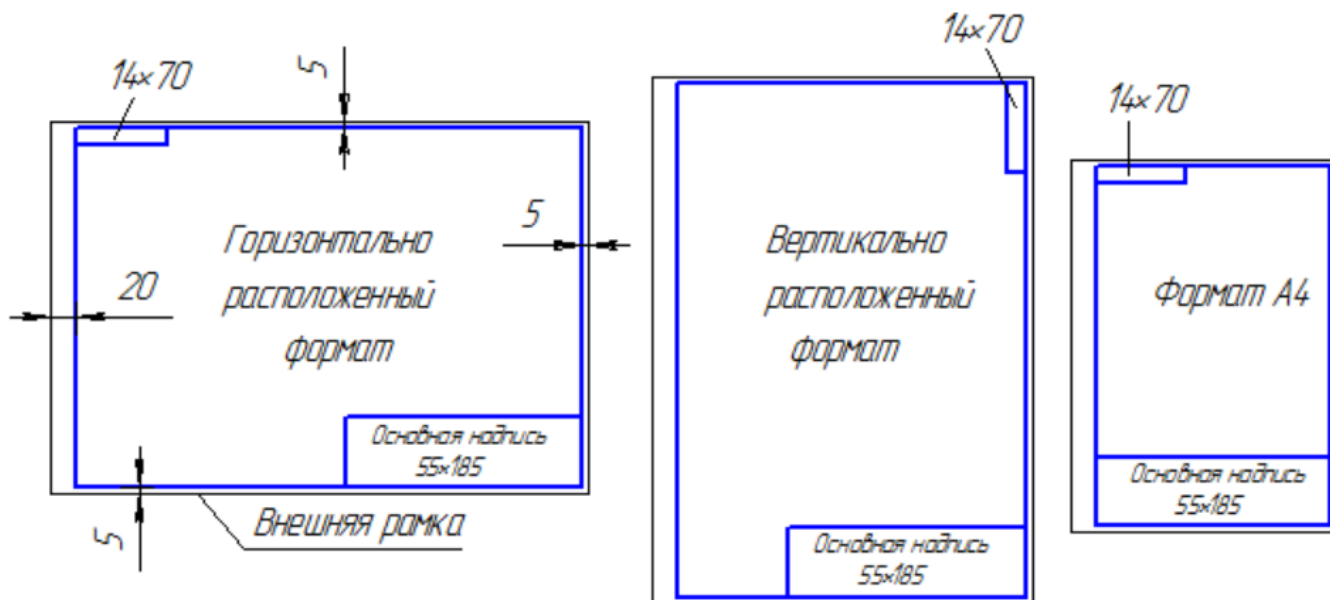 14×70
5
5
20
Горизонтально
расположенный
формат
Основная надпись
55×185
5
Внешняя рамка
14×70
Вертикально
расположенный
формат
Основная надпись
55×185
14×70
Формат А4
Основная надпись
55×185